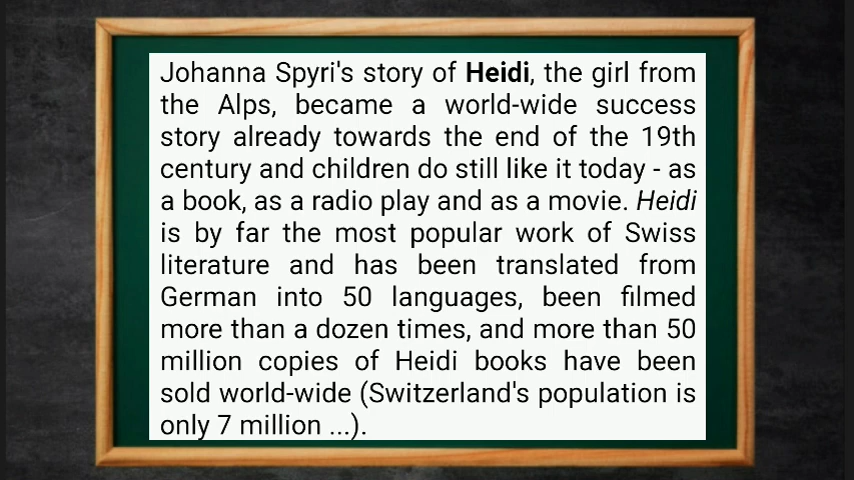 Johanna Spyri's story of Heidi, the girl from
the Alps, became a world-wide success
story already towards the end of the 19th
century and children do still like it today - as
a book, as a radio play and as a movie. Heidi
is by far the most popular work of Swiss
literature and has been translated from
German into 50 languages, been filmed
more than a dozen times, and more than 50
million copies of Heidi books have been
sold world-wide (Switzerland's population is
only 7 million ...).